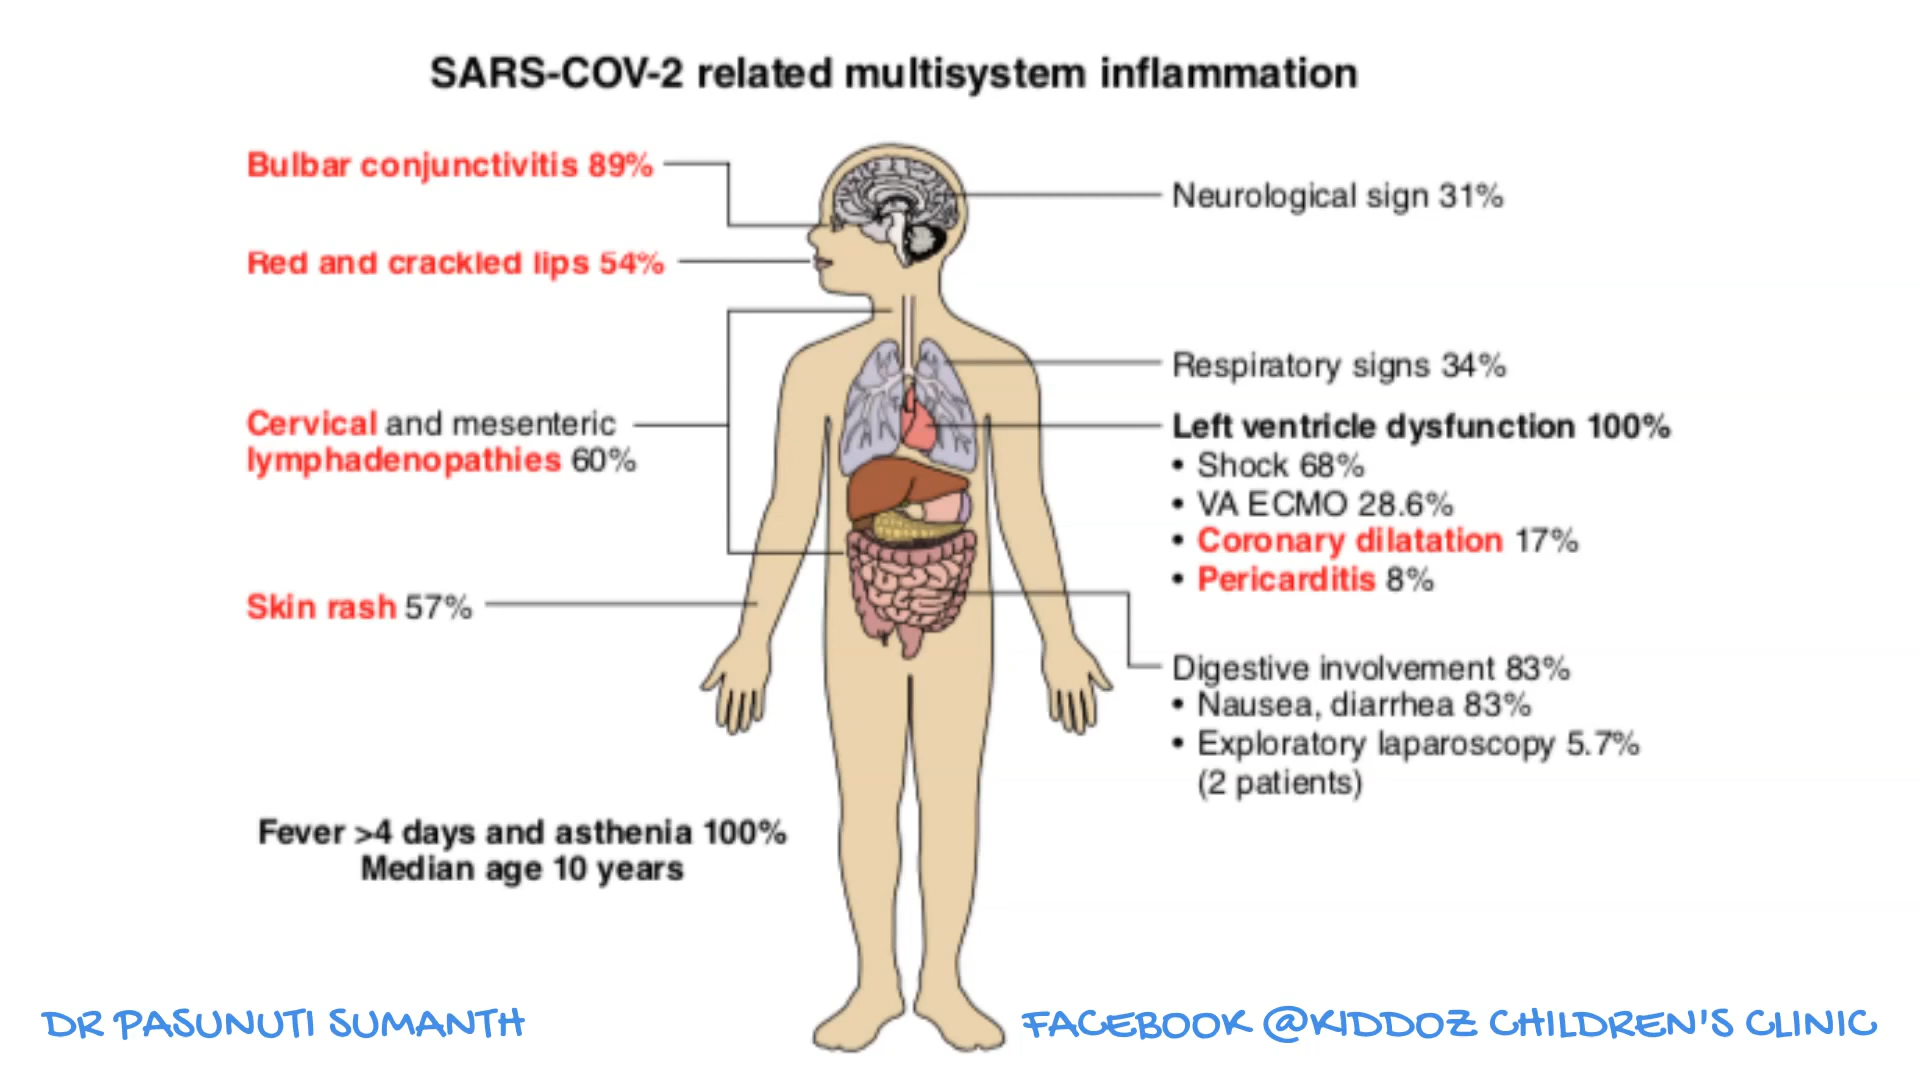 SARS-COV-2 related multisystem inflammation
Bulbar conjunctivitis 89%
Red and crackled lips 54%
Cervical and mesenteric
lymphadenopathies 60%
Skin rash 57%
Fever >4 days and asthenia 100%
Median age 10 years
Neurological sign 31%
Respiratory signs 34%
Left ventricle dysfunction 100%
• Shock 68%
• VA ECMO 28.6%
• Coronary dilatation 17%
• Pericarditis 8%
Digestive involvement 83%
• Nausea, diarrhea 83%
• Exploratory laparoscopy 5.7%
(2 patients)
DR PASUNUTI SUMANTH
FACEBOOK @KIDDOZ CHILDREN'S CLINIC